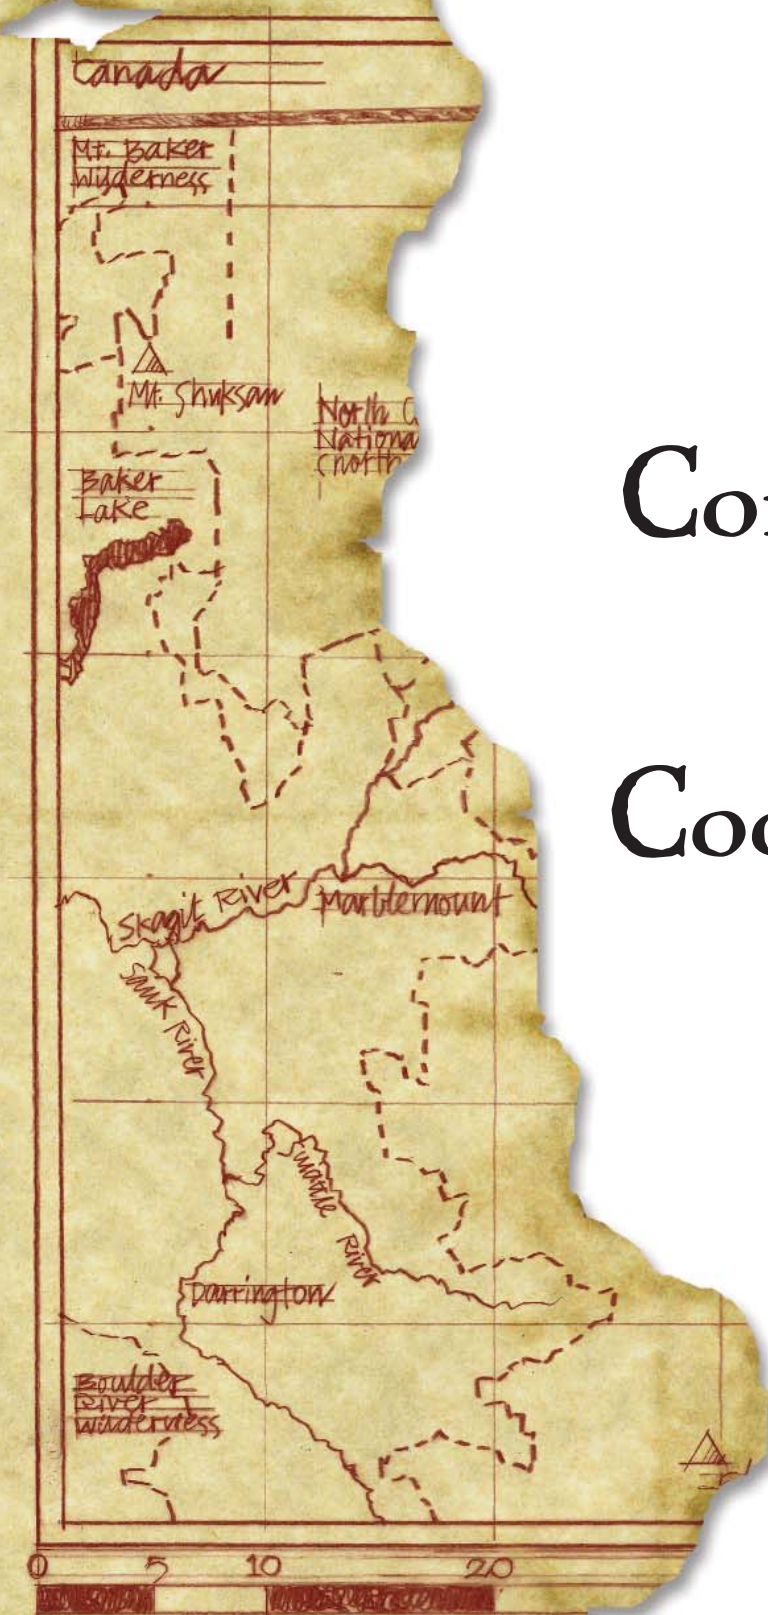 Canada
Mt. Baker
Wilderness
Mt. Shuksan
North C
Nationa
(north
Baker
Lake
Co
Coo
Skagit River
Marblemount
Sauk River
Suiattle River
Darrington
Boulder
River
Wilderness
0 5 10 20